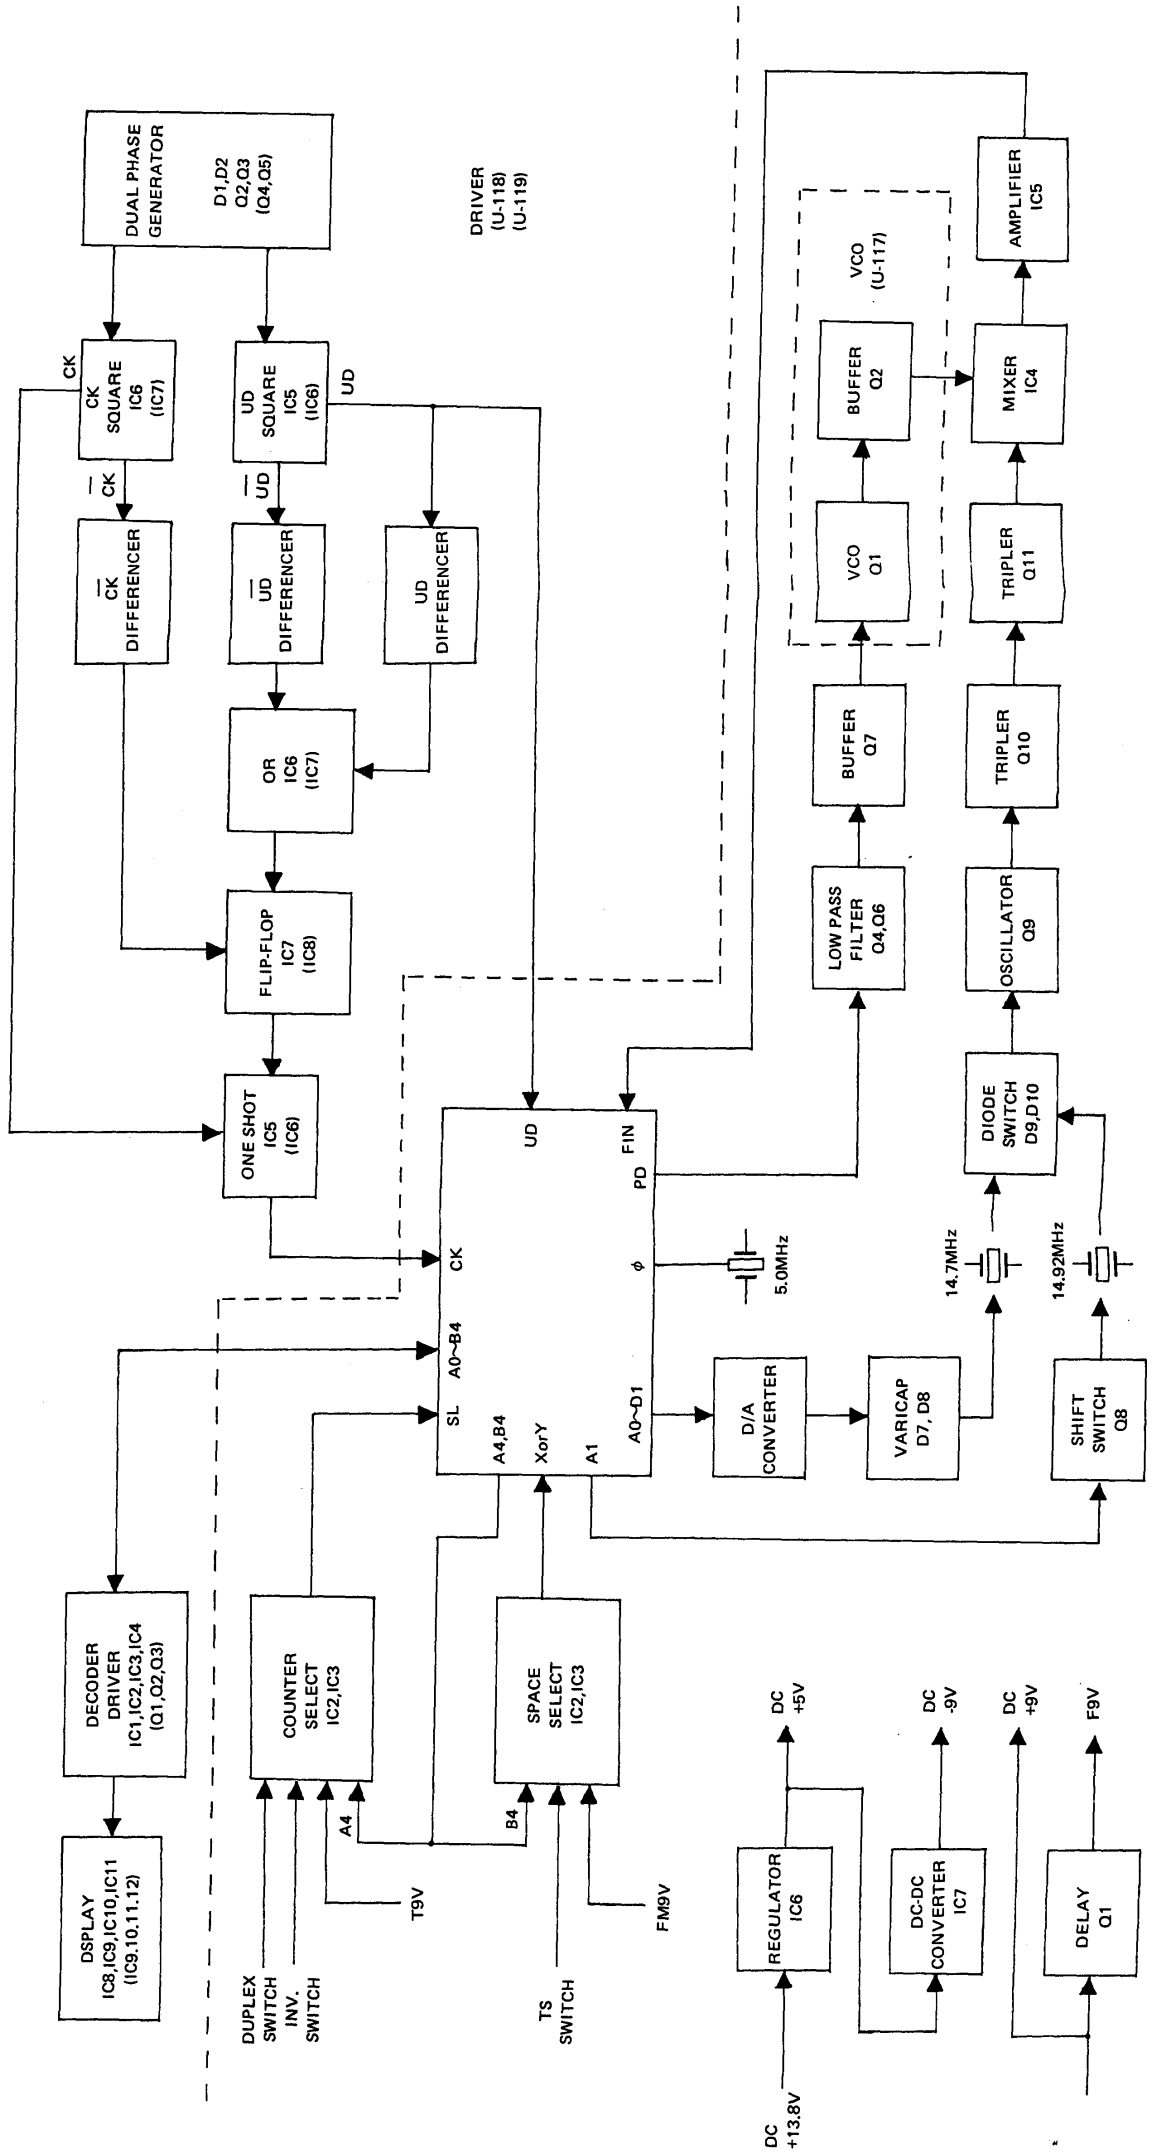 DSPLAY
IC8,IC9,IC10,IC11
(IC9.10.11.12)
DECODER
DRIVER
IC1,IC2,IC3,IC4
(Q1,Q2,Q3)
ONE SHOT
IC5
(IC6)
FLIP-FLOP
IC7
(IC8)
OR
IC6
(IC7)
CK
DIFFERENCER
UD
DIFFERENCER
UD
DIFFERENCER
CK
UD
CK
CK
SQUARE
IC6
(IC7)
UD
SQUARE
IC5
(IC6)
UD
DUAL PHASE
GENERATOR
D1,D2
Q2,Q3
(Q4,Q5)
DRIVER
(U-118)
(U-119)
DUPLEX
SWITCH
INV.
SWITCH
T9V
A4
COUNTER
SELECT
IC2,IC3
TS
SWITCH
FM9V
B4
SPACE
SELECT
IC2,IC3
SL
A0~B4
CK
A4,B4
XorY
A1
UD
FIN
PD
φ
A0~D1
5.0MHz
D/A
CONVERTER
VARICAP
D7, D8
14.7MHz
SHIFT
SWITCH
Q8
14.92MHz
DIODE
SWITCH
D9,D10
OSCILLATOR
Q9
TRIPLER
Q10
TRIPLER
Q11
MIXER
IC4
AMPLIFIER
IC5
LOW PASS
FILTER
Q4,Q6
BUFFER
Q7
VCO
Q1
BUFFER
Q2
VCO
(U-117)
DC
+13.8V
REGULATOR
IC6
DC
+5V
DC-DC
CONVERTER
IC7
DC
-9V
DC
+9V
DELAY
Q1
F9V